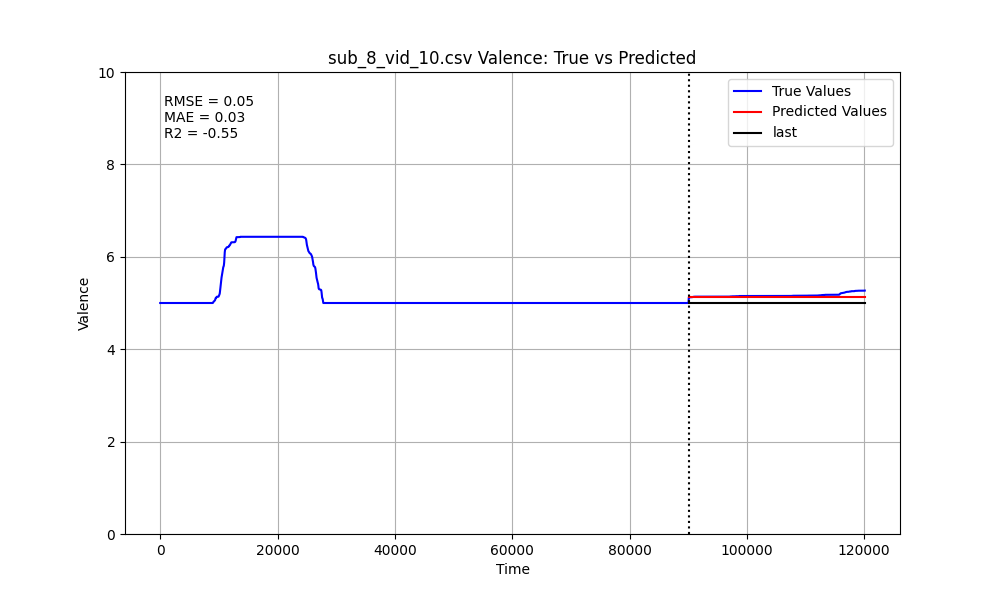 sub_8_vid_10.csv Valence: True vs Predicted
RMSE = 0.05
MAE = 0.03
R2 = -0.55
True Values
Predicted Values
last
Valence
10
8
6
4
2
0
0 20000 40000 60000 80000 100000 120000
Time